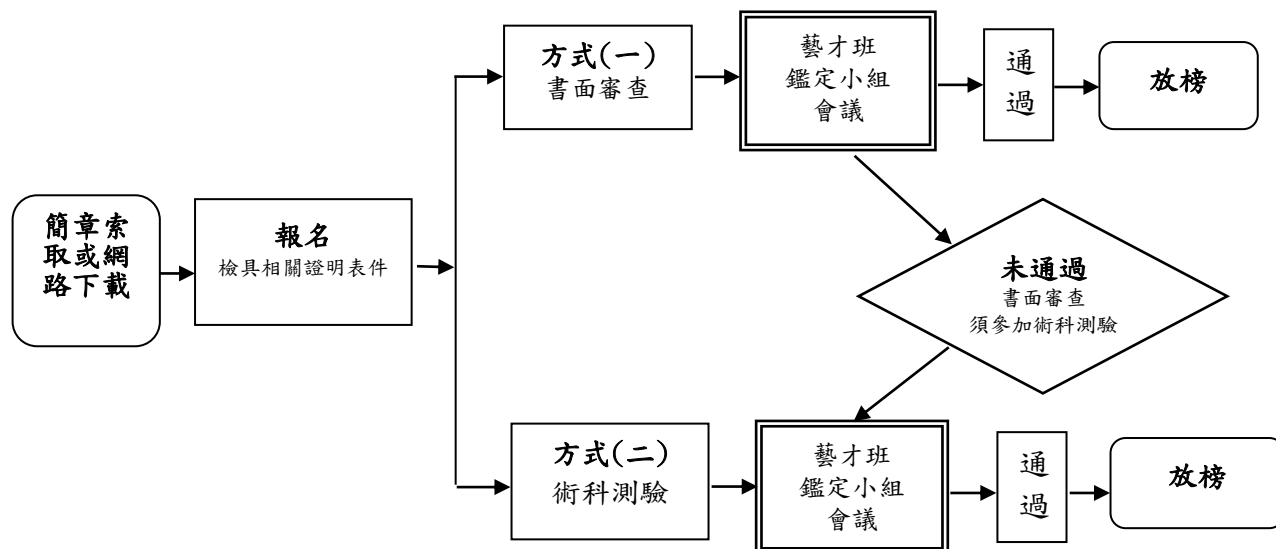 簡章索
取或網
路下載
報名
檢具相關證明表件
方式(一)
書面審查
藝才班
鑑定小組
會議
通
過
放榜
未通過
書面審查
須參加術科測驗
方式(二)
術科測驗
藝才班
鑑定小組
會議
通
過
放榜